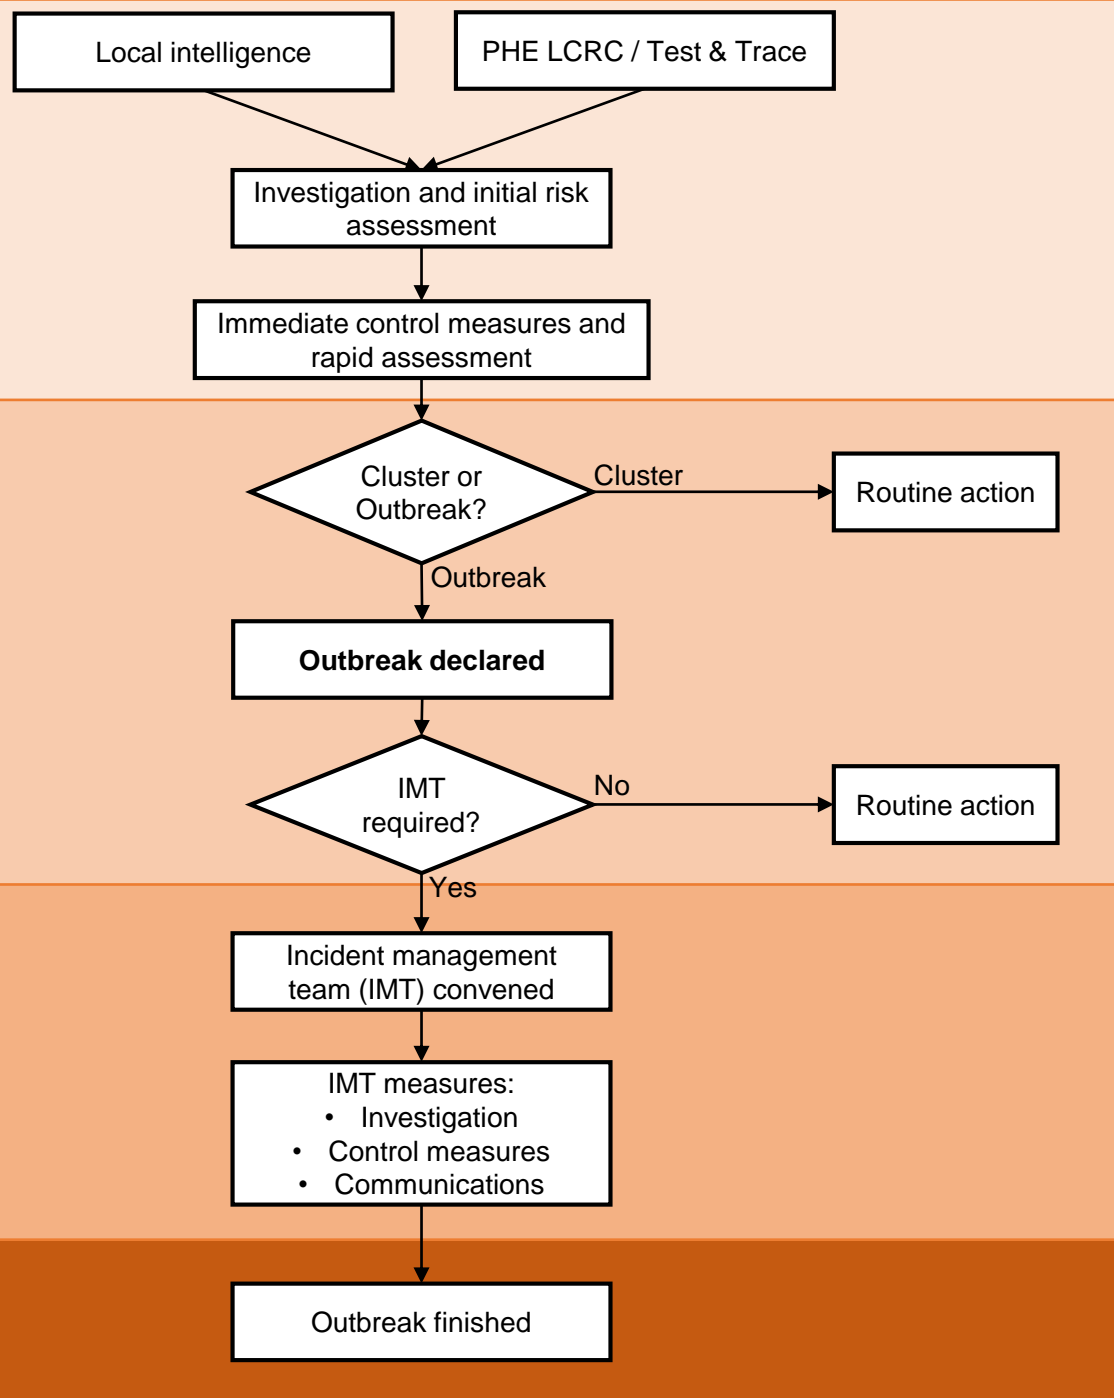 Local intelligence
PHE LCRC / Test & Trace
Investigation and initial risk
assessment
Immediate control measures and
rapid assessment
Cluster or
Outbreak?
Cluster
Routine action
Outbreak
Outbreak declared
IMT
required?
No
Routine action
Yes
Incident management
team (IMT) convened
IMT measures:
• Investigation
• Control measures
• Communications
Outbreak finished